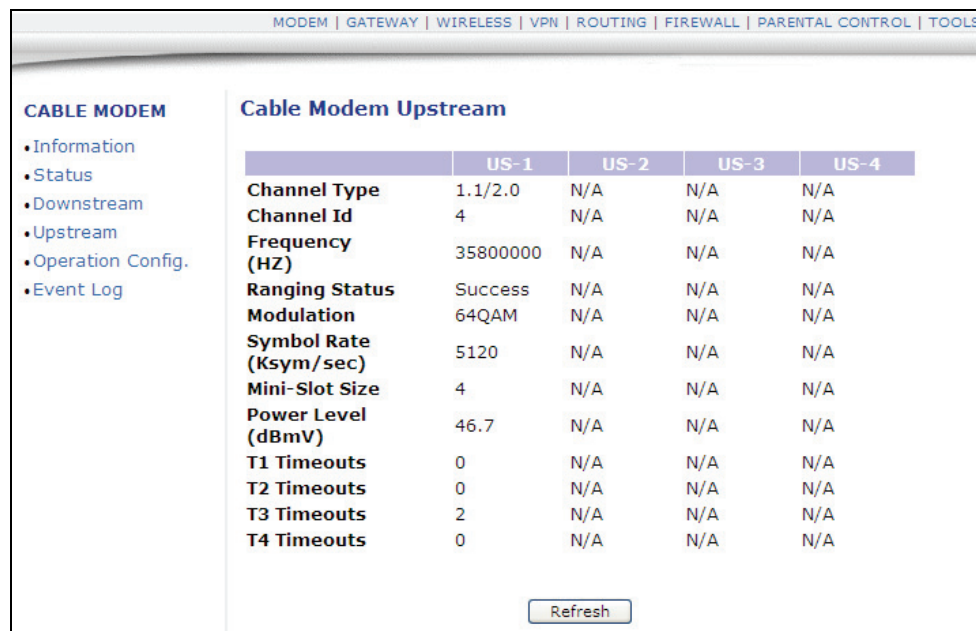 MODEM | GATEWAY | WIRELESS | VPN | ROUTING | FIREWALL | PARENTAL CONTROL | TOOLS
CABLE MODEM
•Information
•Status
•Downstream
•Upstream
•Operation Config.
•Event Log
Cable Modem Upstream
US-1 US-2 US-3 US-4
Channel Type 1.1/2.0 N/A N/A N/A
Channel Id 4 N/A N/A N/A
Frequency
(HZ) 35800000 N/A N/A N/A
Ranging Status Success N/A N/A N/A
Modulation 64QAM N/A N/A N/A
Symbol Rate
(Ksym/sec) 5120 N/A N/A N/A
Mini-Slot Size 4 N/A N/A N/A
Power Level
(dBmV) 46.7 N/A N/A N/A
T1 Timeouts 0 N/A N/A N/A
T2 Timeouts 0 N/A N/A N/A
T3 Timeouts 2 N/A N/A N/A
T4 Timeouts 0 N/A N/A N/A
Refresh